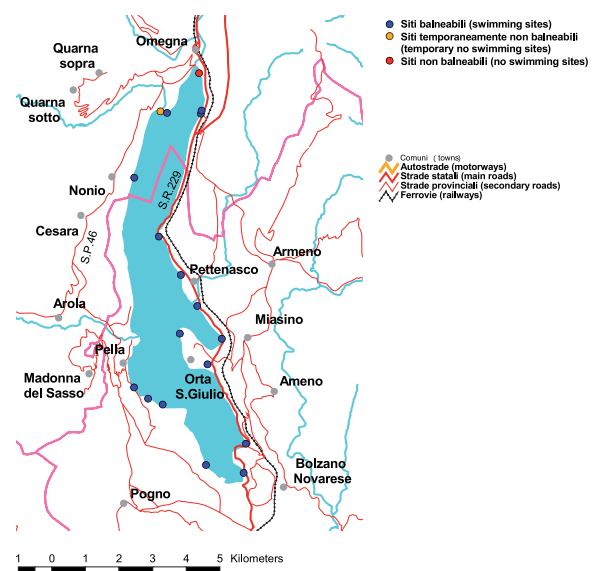 Siti balneabili (swimming sites)
Siti temporaneamente non balneabili
(temporary no swimming sites)
Siti non balneabili (no swimming sites)
Omegna
Quarna
sopra
Quarna
sotto
Comuni ( towns)
Autostrade (motorways)
Strade statali (main roads)
Strade provinciali (secondary roads)
Ferrovie (railways)
Nonio
S.R.229
Cesara
S.P.46
Armeno
Pettenasco
Arola
Miasino
Pella
Madonna
del Sasso
Orta
S.Giulio
Ameno
Bolzano
Novarese
Pogno
1 0 1 2 3 4 5 Kilometers